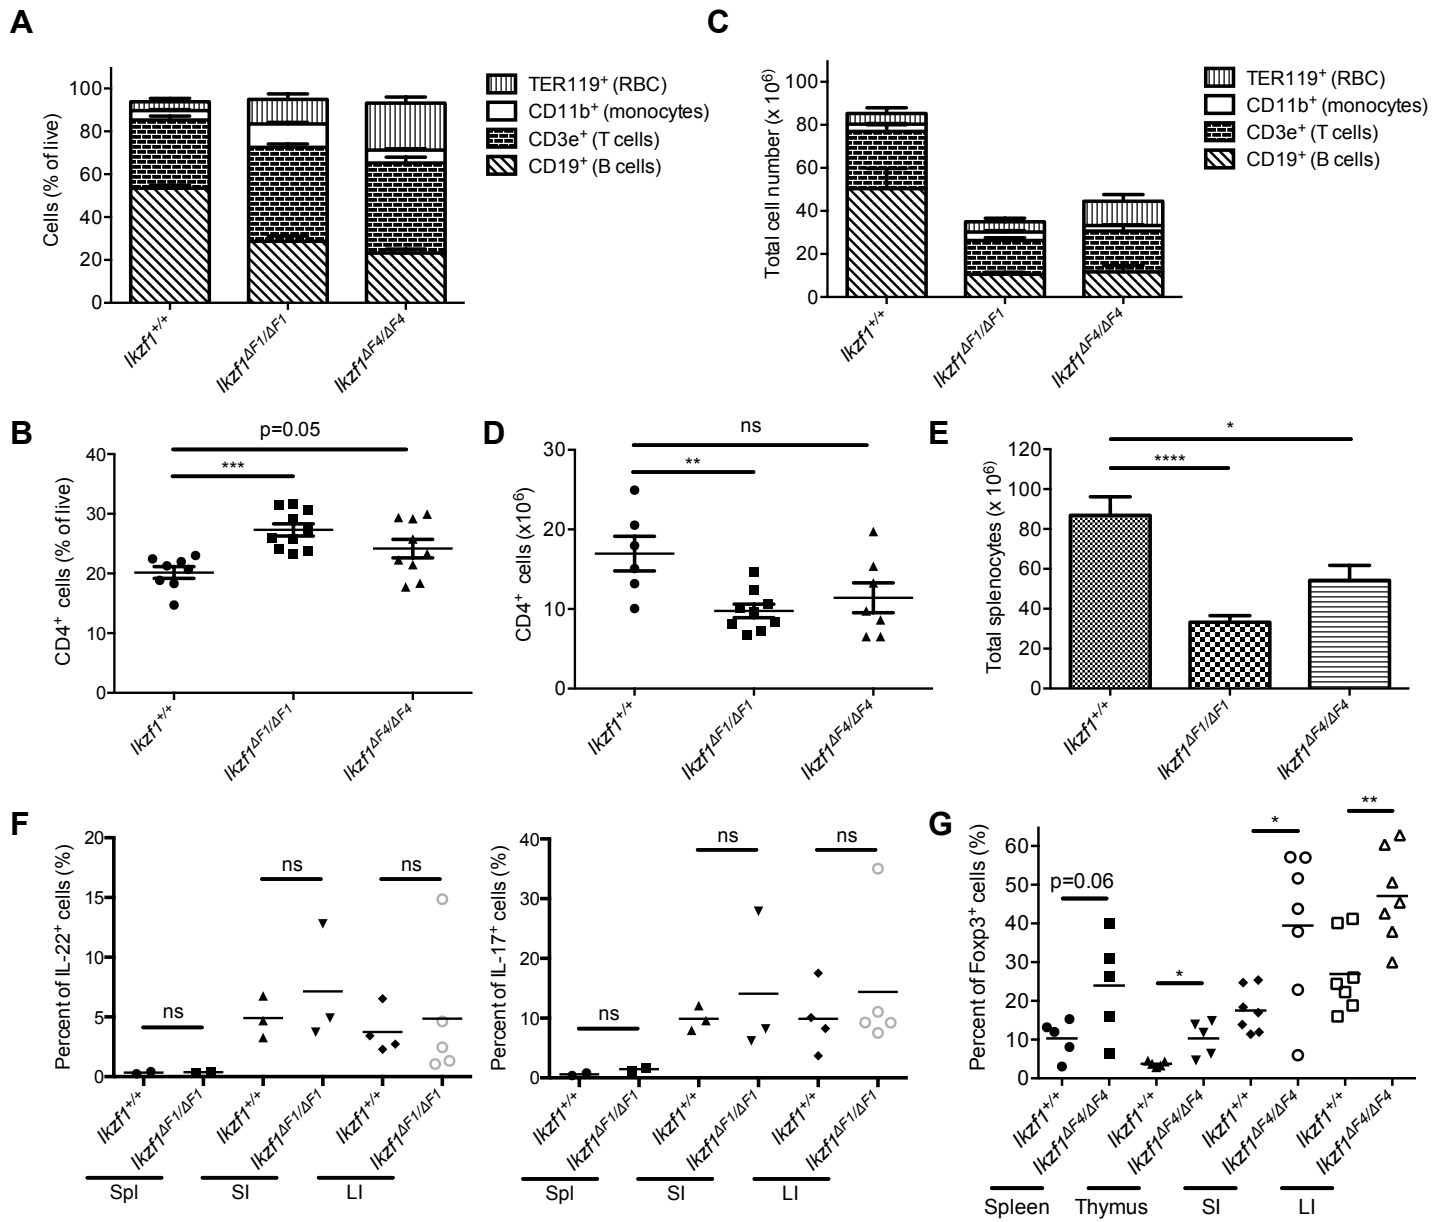 A
Cells (% of live)
100
80
60
40
20
0
Ikzf1+/+
Ikzf1ΔF1/ΔF1
Ikzf1ΔF4/ΔF4
TER119+ (RBC)
CD11b+ (monocytes)
CD3e+ (T cells)
CD19+ (B cells)
C
Total cell number (x 10⁶)
100
80
60
40
20
0
Ikzf1+/+
Ikzf1ΔF1/ΔF1
Ikzf1ΔF4/ΔF4
TER119+ (RBC)
CD11b+ (monocytes)
CD3e+ (T cells)
CD19+ (B cells)
B
CD4+ cells (% of live)
p=0.05
***
40
30
20
10
0
Ikzf1+/+
Ikzf1ΔF1/ΔF1
Ikzf1ΔF4/ΔF4
D
CD4+ cells (x10⁶)
ns
**
30
20
10
0
Ikzf1+/+
Ikzf1ΔF1/ΔF1
Ikzf1ΔF4/ΔF4
E
Total splenocytes (x 10⁶)
*
****
120
100
80
60
40
20
0
Ikzf1+/+
Ikzf1ΔF1/ΔF1
Ikzf1ΔF4/ΔF4
F
Percent of IL-22+ cells (%)
20
15
10
5
0
ns
ns
ns
Ikzf1+/+
Ikzf1ΔF1/ΔF1
Ikzf1+/+
Ikzf1ΔF1/ΔF1
Ikzf1+/+
Ikzf1ΔF1/ΔF1
Spl
SI
LI
Percent of IL-17+ cells (%)
40
30
20
10
0
ns
ns
ns
Ikzf1+/+
Ikzf1ΔF1/ΔF1
Ikzf1+/+
Ikzf1ΔF1/ΔF1
Ikzf1+/+
Ikzf1ΔF1/ΔF1
Spl
SI
LI
G
Percent of Foxp3+ cells (%)
60
50
40
30
20
10
0
p=0.06
*
*
**
Ikzf1+/+
Ikzf1ΔF4/ΔF4
Ikzf1+/+
Ikzf1ΔF4/ΔF4
Ikzf1+/+
Ikzf1ΔF4/ΔF4
Ikzf1+/+
Ikzf1ΔF4/ΔF4
Spleen
Thymus
SI
LI